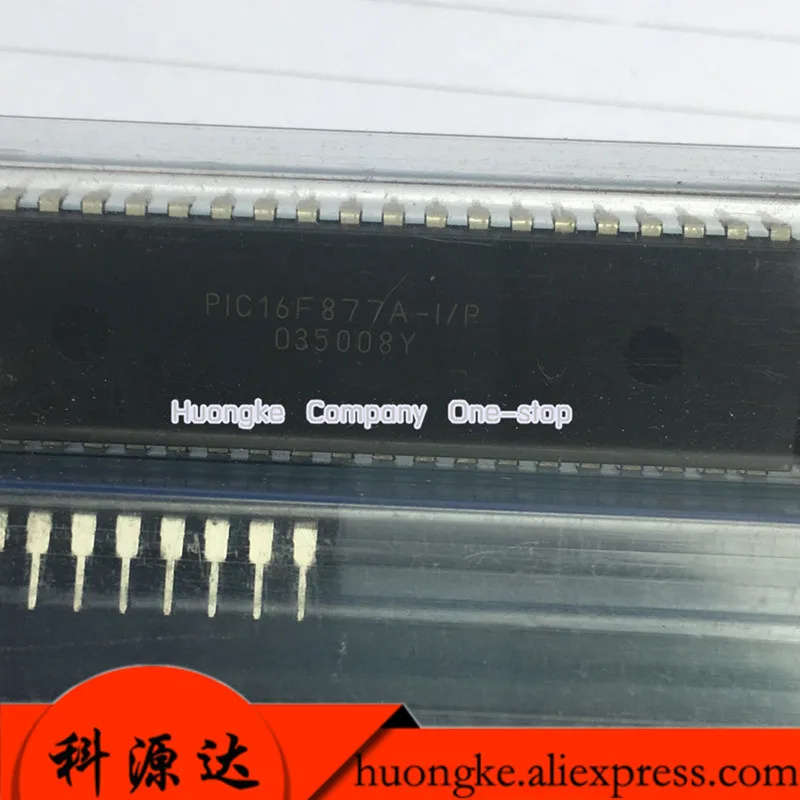 PIC16F877A-I/P
035008Y
Huongke Company One-stop
科源达
huongke.aliexpress.com